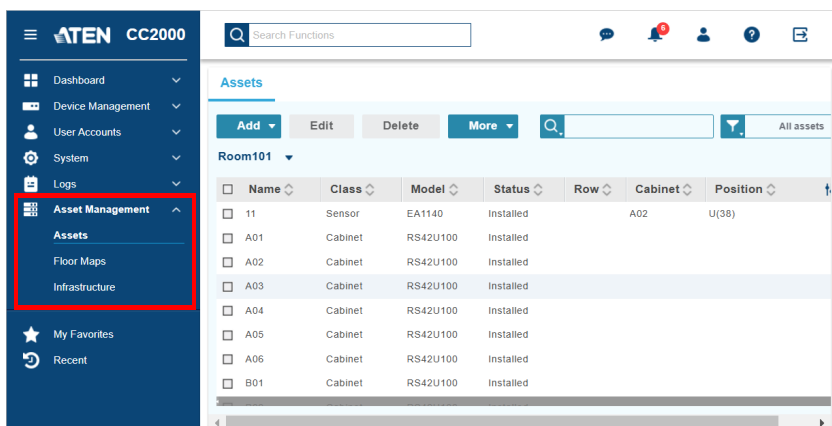 ATEN CC2000
Search Functions
6
Dashboard
Device Management
User Accounts
System
Logs
Asset Management
Assets
Floor Maps
Infrastructure
My Favorites
Recent
Assets
Add Edit Delete More All assets
Room101
Name Class Model Status Row Cabinet Position
11 Sensor EA1140 Installed A02 U(38)
A01 Cabinet RS42U100 Installed
A02 Cabinet RS42U100 Installed
A03 Cabinet RS42U100 Installed
A04 Cabinet RS42U100 Installed
A05 Cabinet RS42U100 Installed
A06 Cabinet RS42U100 Installed
B01 Cabinet RS42U100 Installed